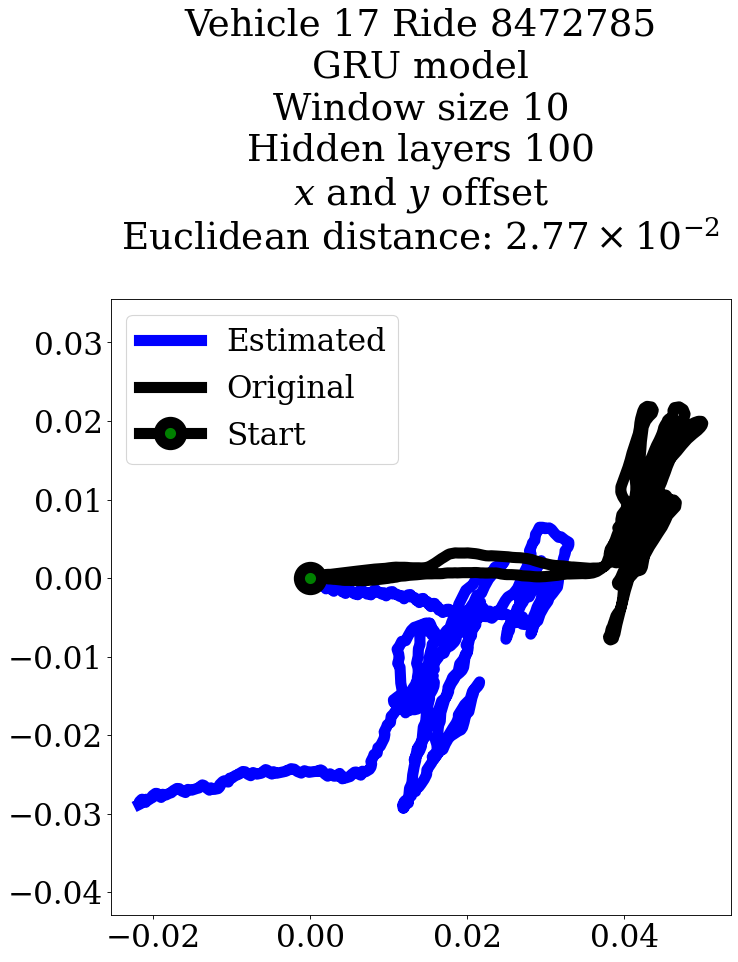 Vehicle 17 Ride 8472785
GRU model
Window size 10
Hidden layers 100
x and y offset
Euclidean distance: 2.77 × 10⁻²
Estimated
Original
Start
0.03
0.02
0.01
0.00
−0.01
−0.02
−0.03
−0.04
−0.02 0.00 0.02 0.04